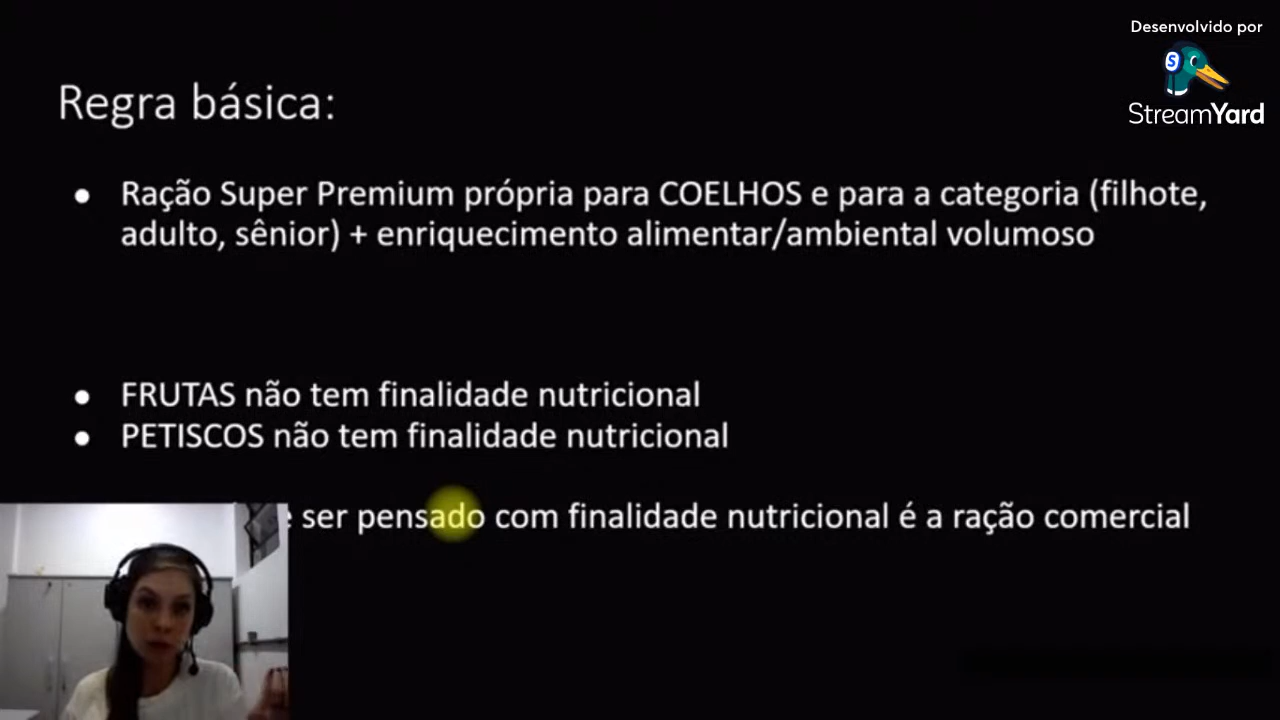 Desenvolvido por
StreamYard
Regra básica:
● Ração Super Premium própria para COELHOS e para a categoria (filhote,
adulto, sênior) + enriquecimento alimentar/ambiental volumoso
● FRUTAS não tem finalidade nutricional
● PETISCOS não tem finalidade nutricional
ser pensado com finalidade nutricional é a ração comercial